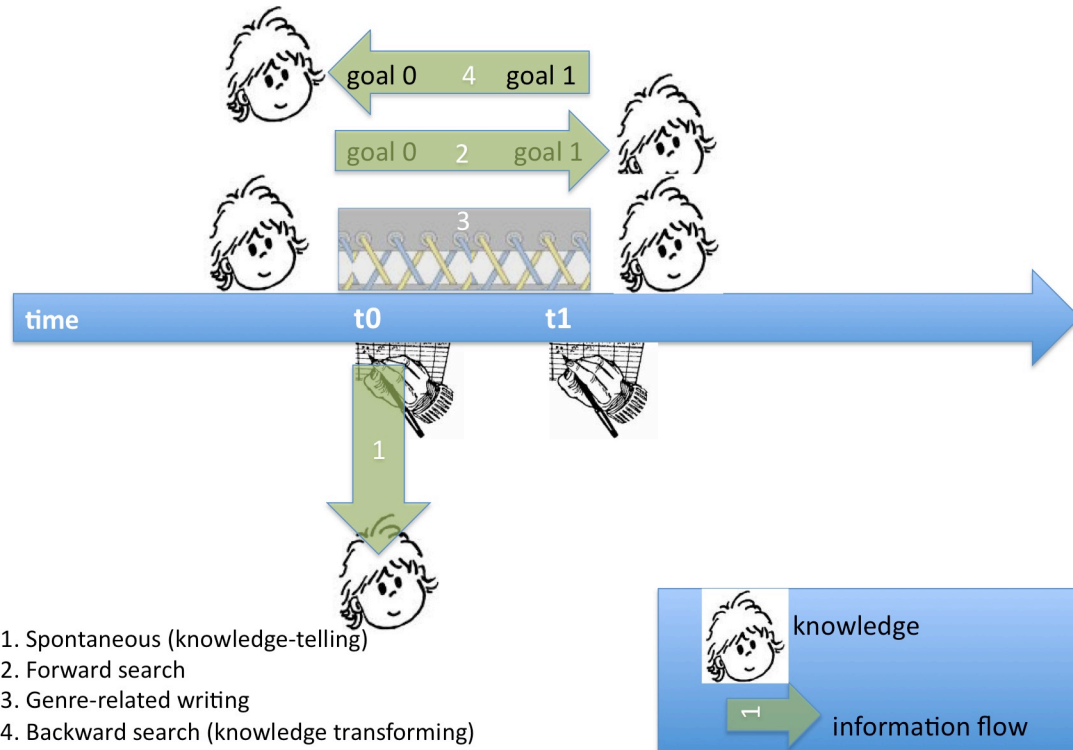 goal 0 4 goal 1
goal 0 2 goal 1
3
time t0 t1
1
1. Spontaneous (knowledge-telling)
2. Forward search
3. Genre-related writing
4. Backward search (knowledge transforming)
knowledge
1
information flow